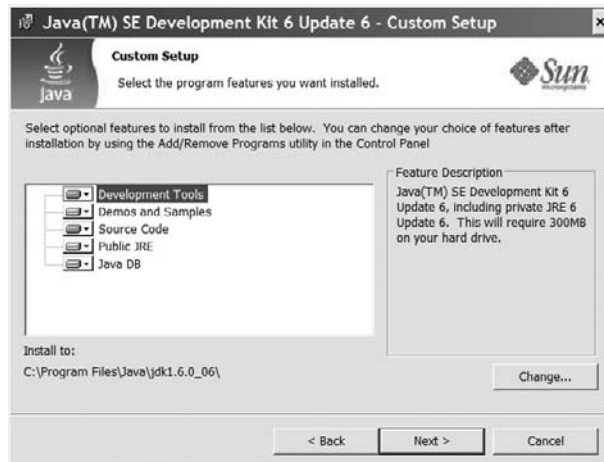 Java(TM) SE Development Kit 6 Update 6 - Custom Setup
Custom Setup
Select the program features you want installed.
Java
Sun
microsystems
Select optional features to install from the list below. You can change your choice of features after
installation by using the Add/Remove Programs utility in the Control Panel
Development Tools
Demos and Samples
Source Code
Public JRE
Java DB
Feature Description
Java(TM) SE Development Kit 6
Update 6, including private JRE 6
Update 6. This will require 300MB
on your hard drive.
Install to:
C:\Program Files\Java\jdk1.6.0_06\
Change...
< Back
Next >
Cancel